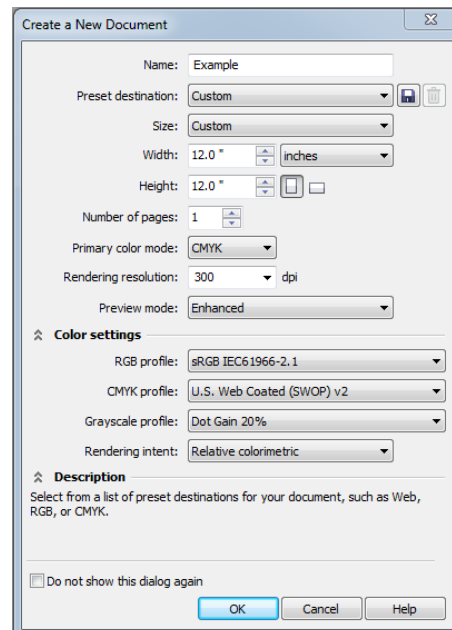 Create a New Document
Name: Example
Preset destination: Custom
Size: Custom
Width: 12.0 " inches
Height: 12.0 "
Number of pages: 1
Primary color mode: CMYK
Rendering resolution: 300 dpi
Preview mode: Enhanced
Color settings
RGB profile: sRGB IEC61966-2.1
CMYK profile: U.S. Web Coated (SWOP) v2
Grayscale profile: Dot Gain 20%
Rendering intent: Relative colorimetric
Description
Select from a list of preset destinations for your document, such as Web,
RGB, or CMYK.
Do not show this dialog again
OK Cancel Help